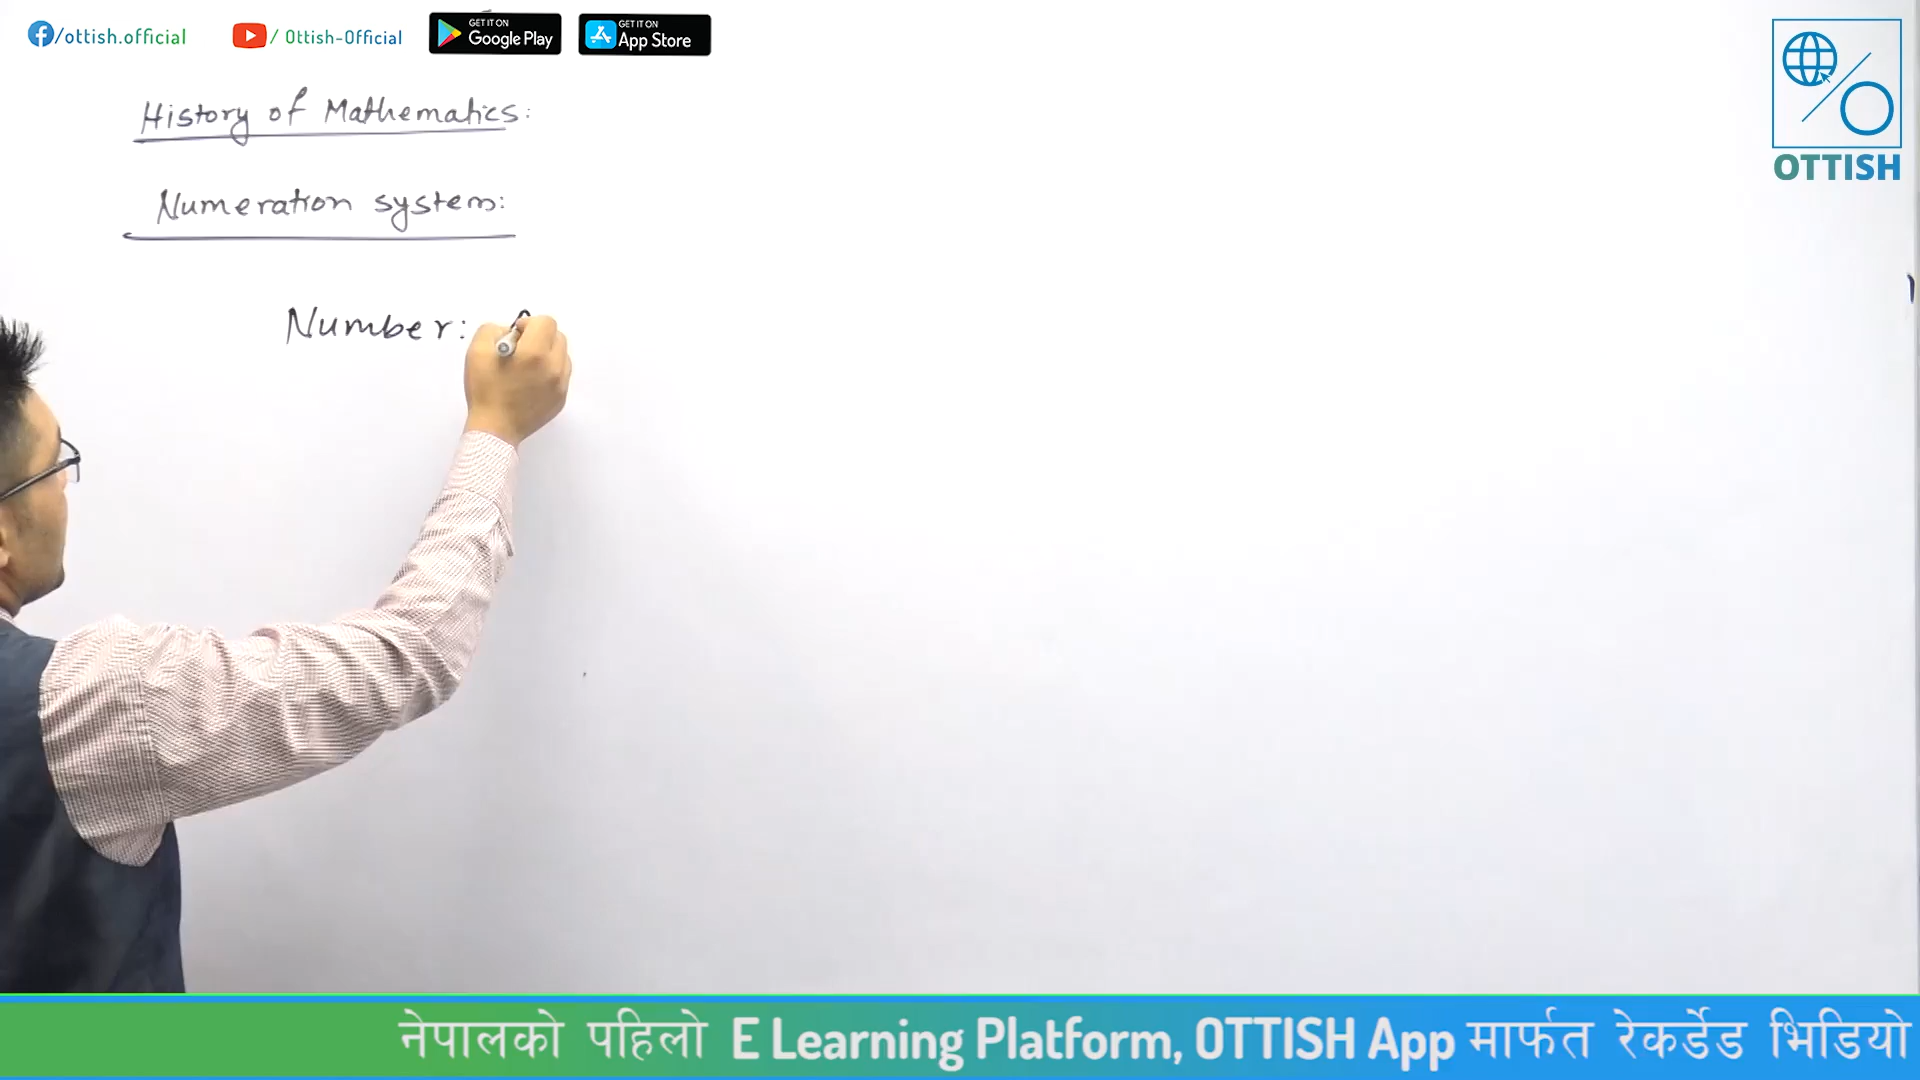 /ottish.official / Ottish-Official GET IT ON Google Play GET IT ON App Store
OTTISH
History of Mathematics:
Numeration system:
Number:
नेपालको पहिलो E Learning Platform, OTTISH App मार्फत रेकर्डेड भिडियो